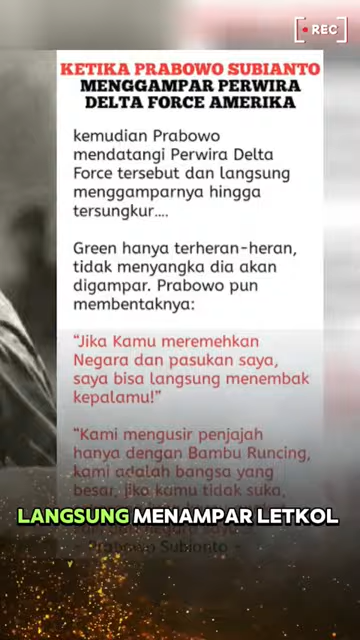 REC
KETIKA PRABOWO SUBIANTO
MENGGAMPAR PERWIRA
DELTA FORCE AMERIKA
kemudian Prabowo
mendatangi Perwira Delta
Force tersebut dan langsung
menggamparnya hingga
tersungkur....
Green hanya terheran-heran,
tidak menyangka dia akan
digampar. Prabowo pun
membentaknya:
“Jika Kamu meremehkan
Negara dan pasukan saya,
saya bisa langsung menembak
kepalamu!”
“Kami mengusir penjajah
hanya dengan Bambu Runcing,
kami adalah bangsa yang
besar, jika kamu tidak suka,
LANGSUNG MENAMPAR LETKOL
- Prabowo Subianto -